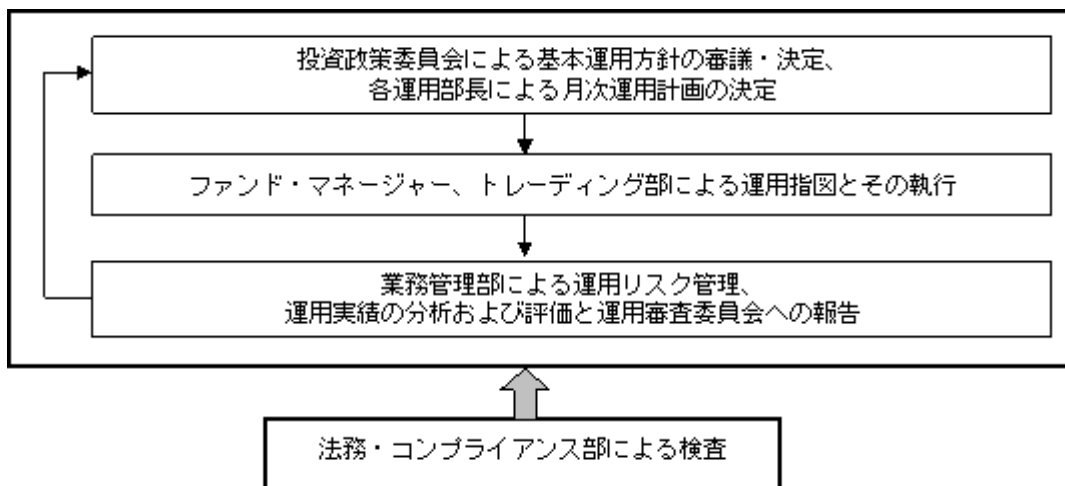 投資政策委員会による基本運用方針の審議・決定、
各運用部長による月次運用計画の決定
ファンド・マネージャー、トレーディング部による運用指図とその執行
業務管理部による運用リスク管理、
運用実績の分析および評価と運用審査委員会への報告
法務・コンプライアンス部による検査